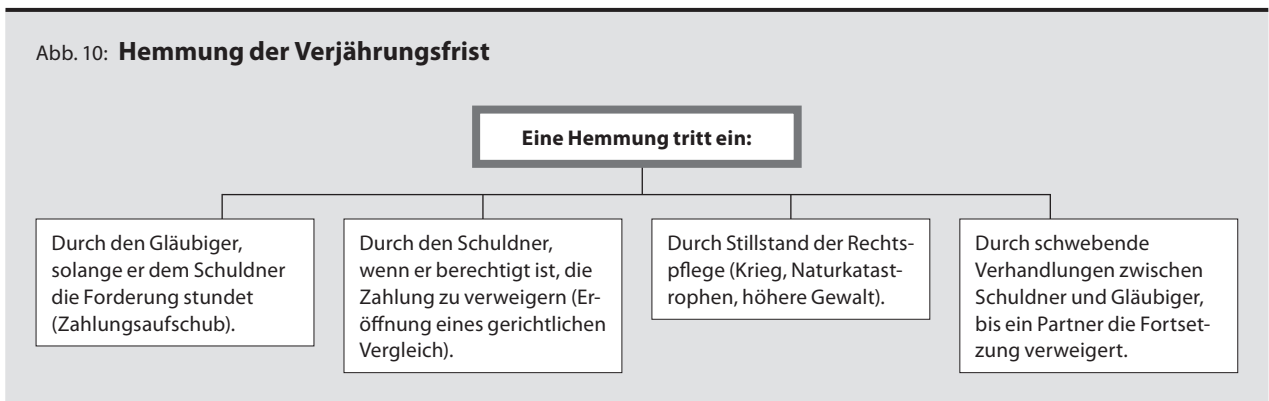 Abb. 10: Hemmung der Verjährungsfrist
Eine Hemmung tritt ein:
Durch den Gläubiger,
solange er dem Schuldner
die Forderung stundet
(Zahlungsaufschub).
Durch den Schuldner,
wenn er berechtigt ist, die
Zahlung zu verweigern (Er-
öffnung eines gerichtlichen
Vergleich).
Durch Stillstand der Rechts-
pflege (Krieg, Naturkatast-
rophen, höhere Gewalt).
Durch schwebende
Verhandlungen zwischen
Schuldner und Gläubiger,
bis ein Partner die Fortset-
zung verweigert.